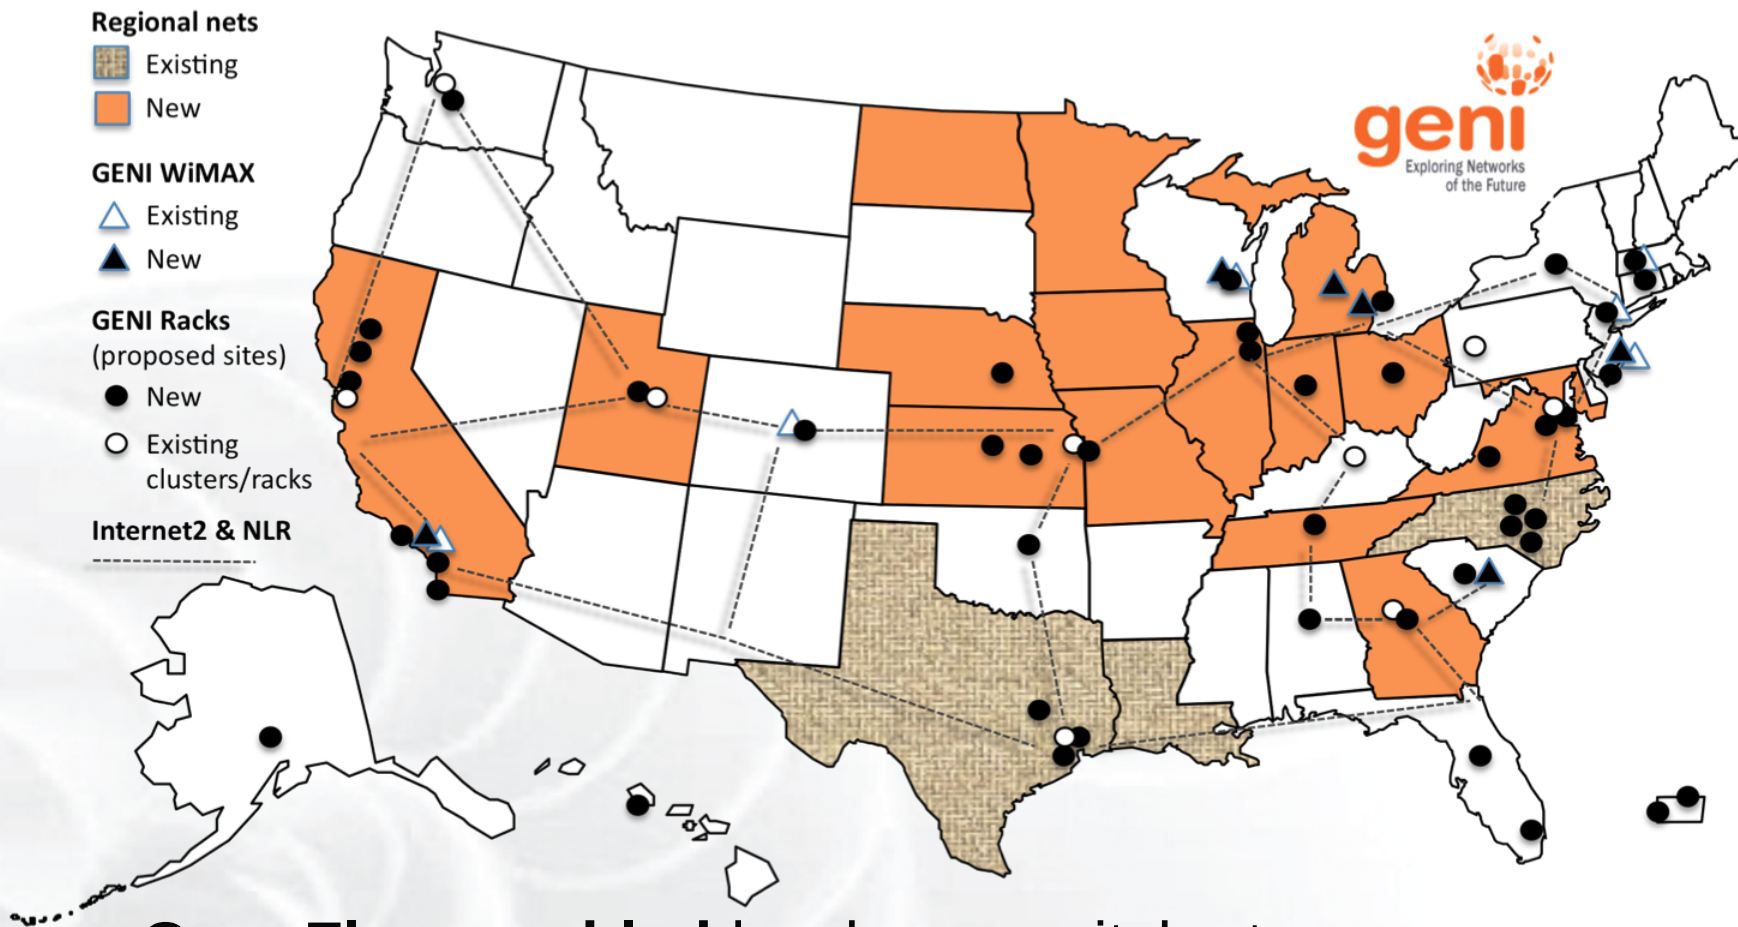 Regional nets
Existing
New
GENI WiMAX
Existing
New
GENI Racks
(proposed sites)
New
Existing
clusters/racks
Internet2 & NLR
geni
Exploring Networks
of the Future